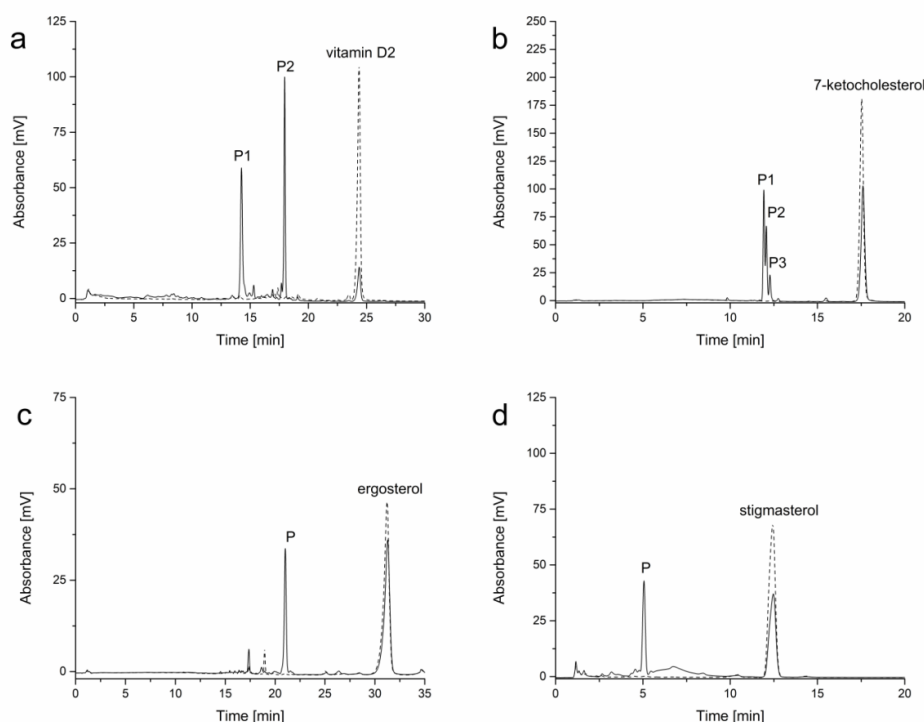 a
Absorbance [mV]
125
100
75
50
25
0
P1
P2
vitamin D2
0 5 10 15 20 25 30
Time [min]
b
Absorbance [mV]
250
225
200
175
150
125
100
75
50
25
0
7-ketocholesterol
P1
P2
P3
0 5 10 15 20
Time [min]
c
Absorbance [mV]
75
50
25
0
ergosterol
P
0 5 10 15 20 25 30 35
Time [min]
d
Absorbance [mV]
125
100
75
50
25
0
stigmasterol
P
0 5 10 15 20
Time [min]